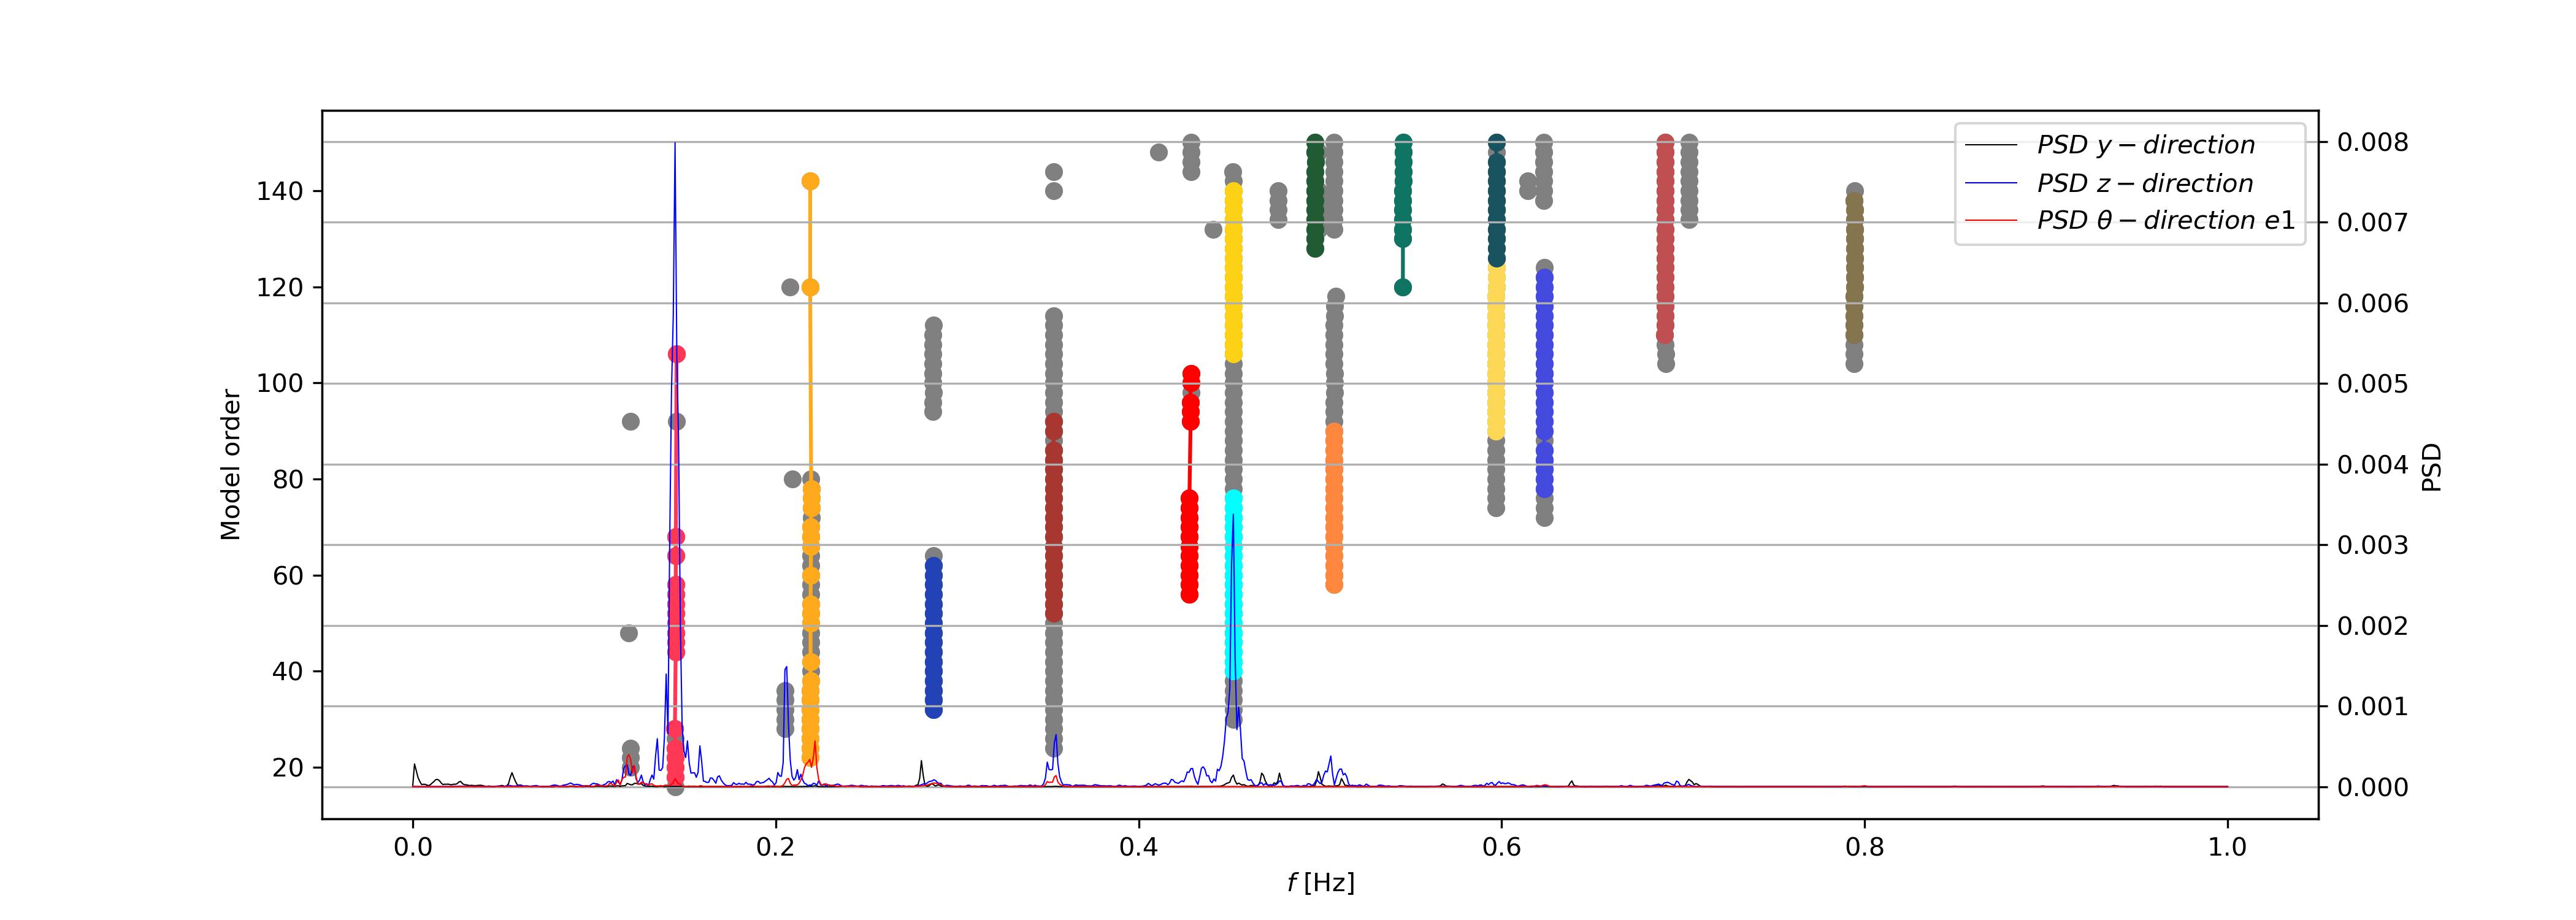 PSD y − direction
PSD z − direction
PSD θ − direction e1
Model order
140
120
100
80
60
40
20
0.008
0.007
0.006
0.005
0.004
0.003
0.002
0.001
0.000
PSD
0.0 0.2 0.4 0.6 0.8 1.0
f [Hz]